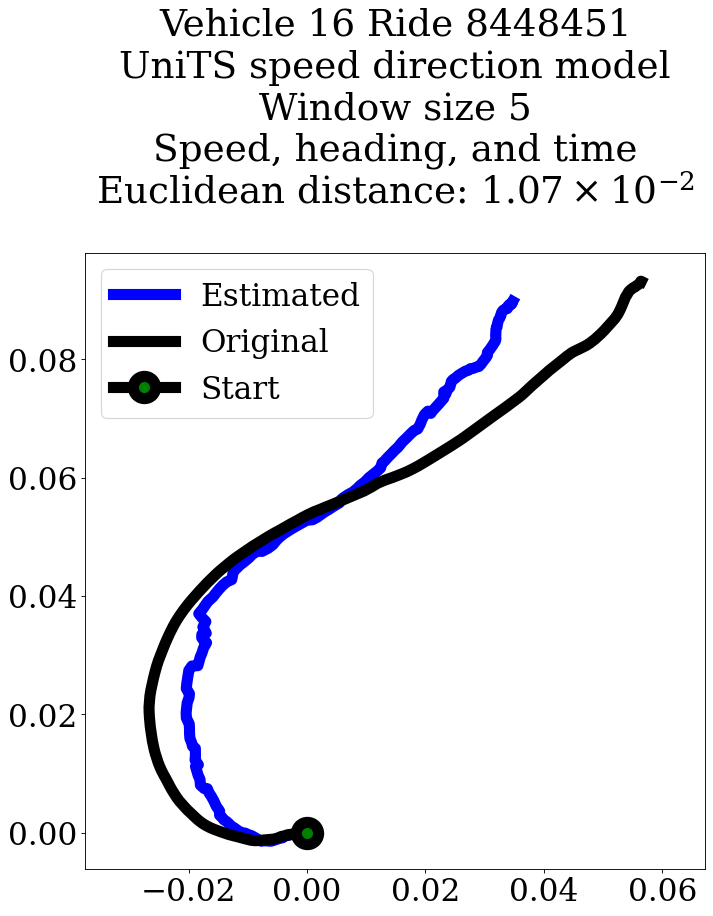 Vehicle 16 Ride 8448451
UniTS speed direction model
Window size 5
Speed, heading, and time
Euclidean distance: 1.07 × 10⁻²
Estimated
Original
Start
0.08
0.06
0.04
0.02
0.00
−0.02 0.00 0.02 0.04 0.06